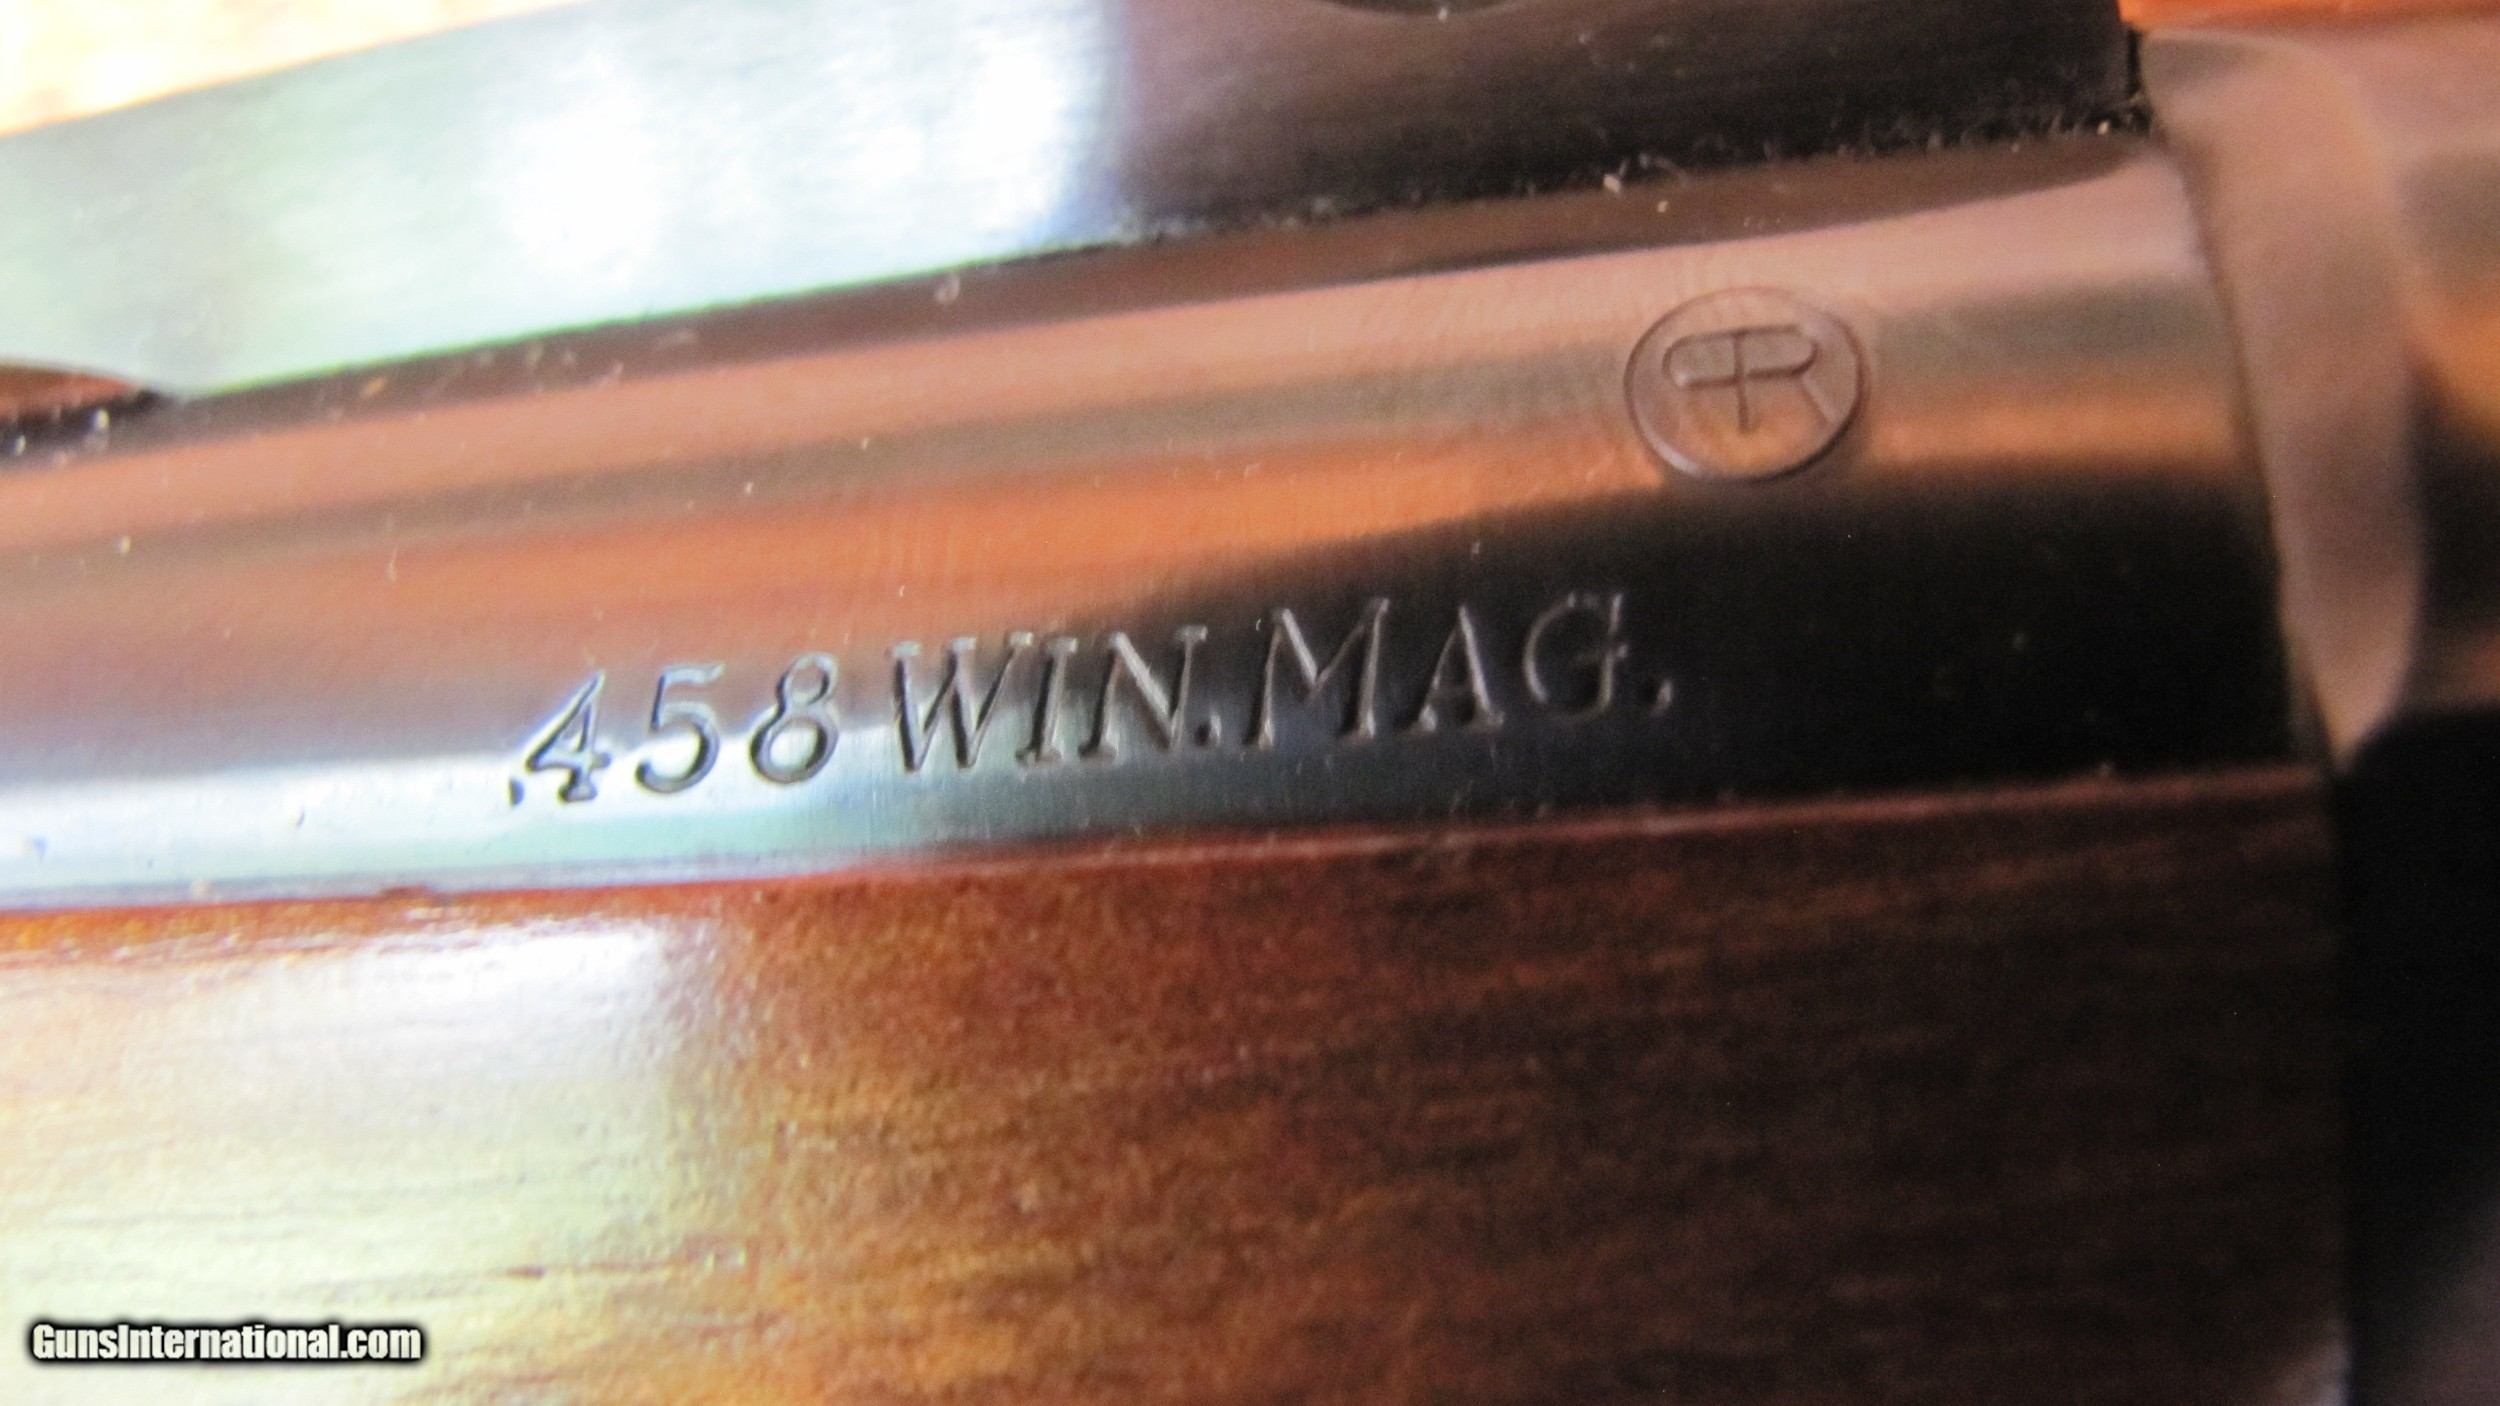 .458 WIN. MAG.
GunsInternational.com